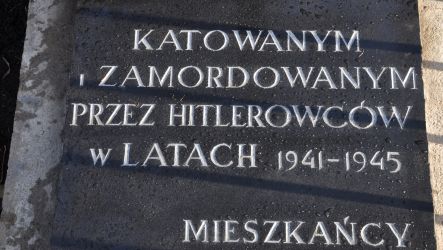 KATOWANYM
i ZAMORDOWANYM
PRZEZ HITLEROWCÓW
w LATACH 1941-1945
MIESZKAŃCY